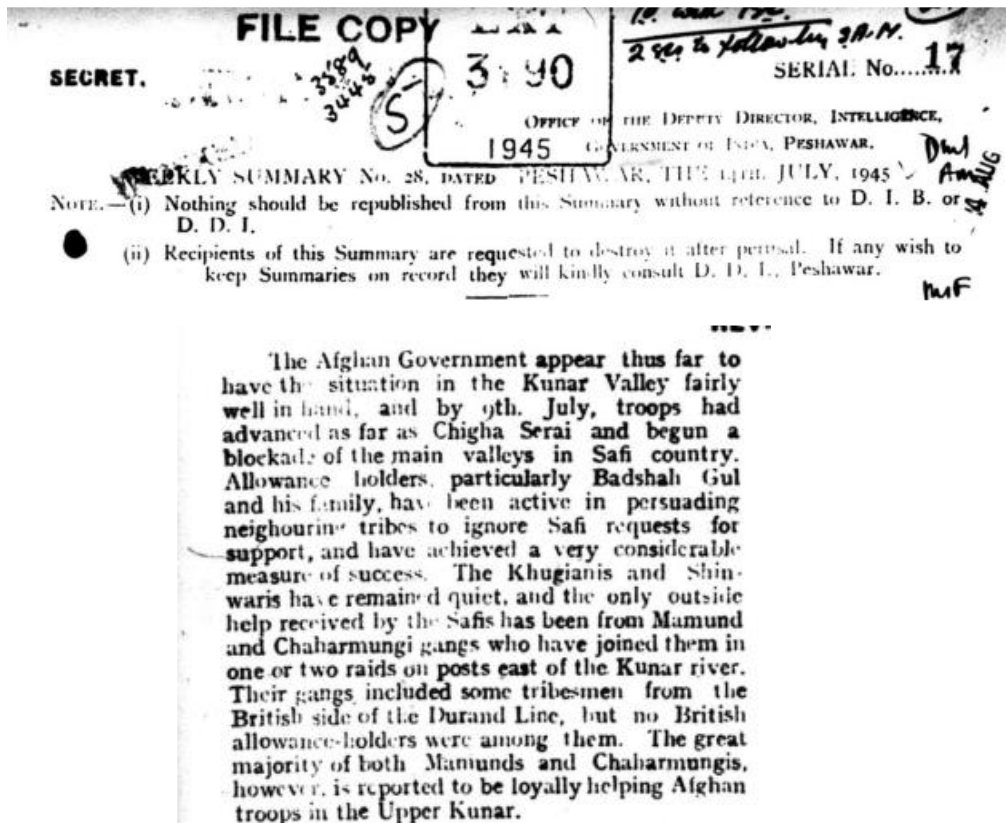 FILE COPY
3390
1945
3589
3448
5
2 ses to follow by S.A.M.
SECRET.
SERIAL No......... 17
OFFICE OF THE DEPUTY DIRECTOR, INTELLIGENCE,
GOVERNMENT OF INDIA, PESHAWAR.
WEEKLY SUMMARY No. 28, DATED PESHAWAR, THE 14th. JULY, 1945
AUG
NOTE.—(i) Nothing should be republished from this Summary without reference to D. I. B. or
D. D. I.
(ii) Recipients of this Summary are requested to destroy it after perusal. If any wish to
keep Summaries on record they will kindly consult D. D. I., Peshawar.
The Afghan Government appear thus far to
have the situation in the Kunar Valley fairly
well in hand, and by 9th. July, troops had
advanced as far as Chigha Serai and begun a
blockade of the main valleys in Safi country.
Allowance holders, particularly Badshah Gul
and his family, have been active in persuading
neighouring tribes to ignore Safi requests for
support, and have achieved a very considerable
measure of success. The Khugianis and Shin-
waris have remained quiet, and the only outside
help received by the Safis has been from Mamund
and Chaharmungi gangs who have joined them in
one or two raids on posts east of the Kunar river.
Their gangs included some tribesmen from the
British side of the Durand Line, but no British
allowance-holders were among them. The great
majority of both Mamunds and Chaharmungis,
however, is reported to be loyally helping Afghan
troops in the Upper Kunar.